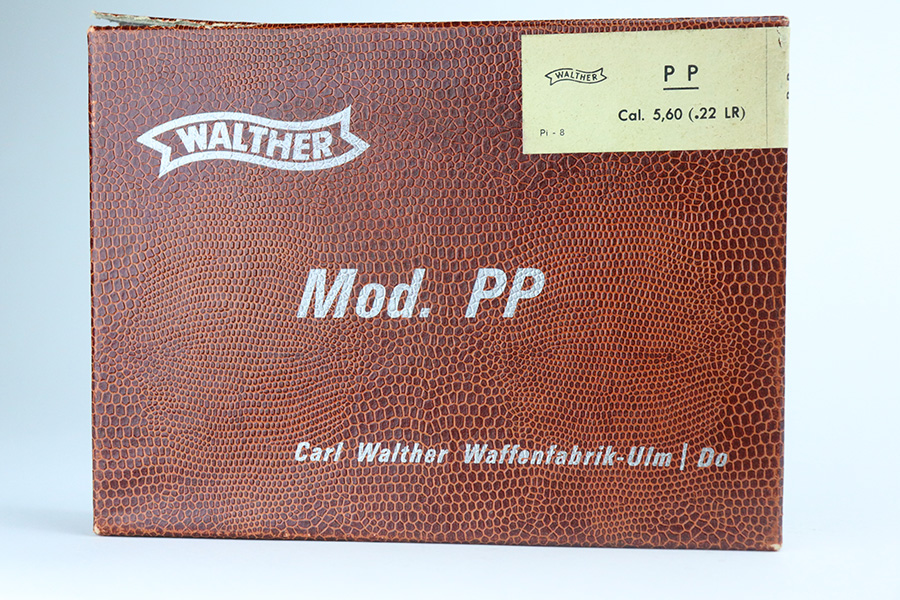 WALTHER
P P
Cal. 5,60 (.22 LR)
Pi - 8
WALTHER
Mod. PP
Carl Walther Waffenfabrik-Ulm | Do